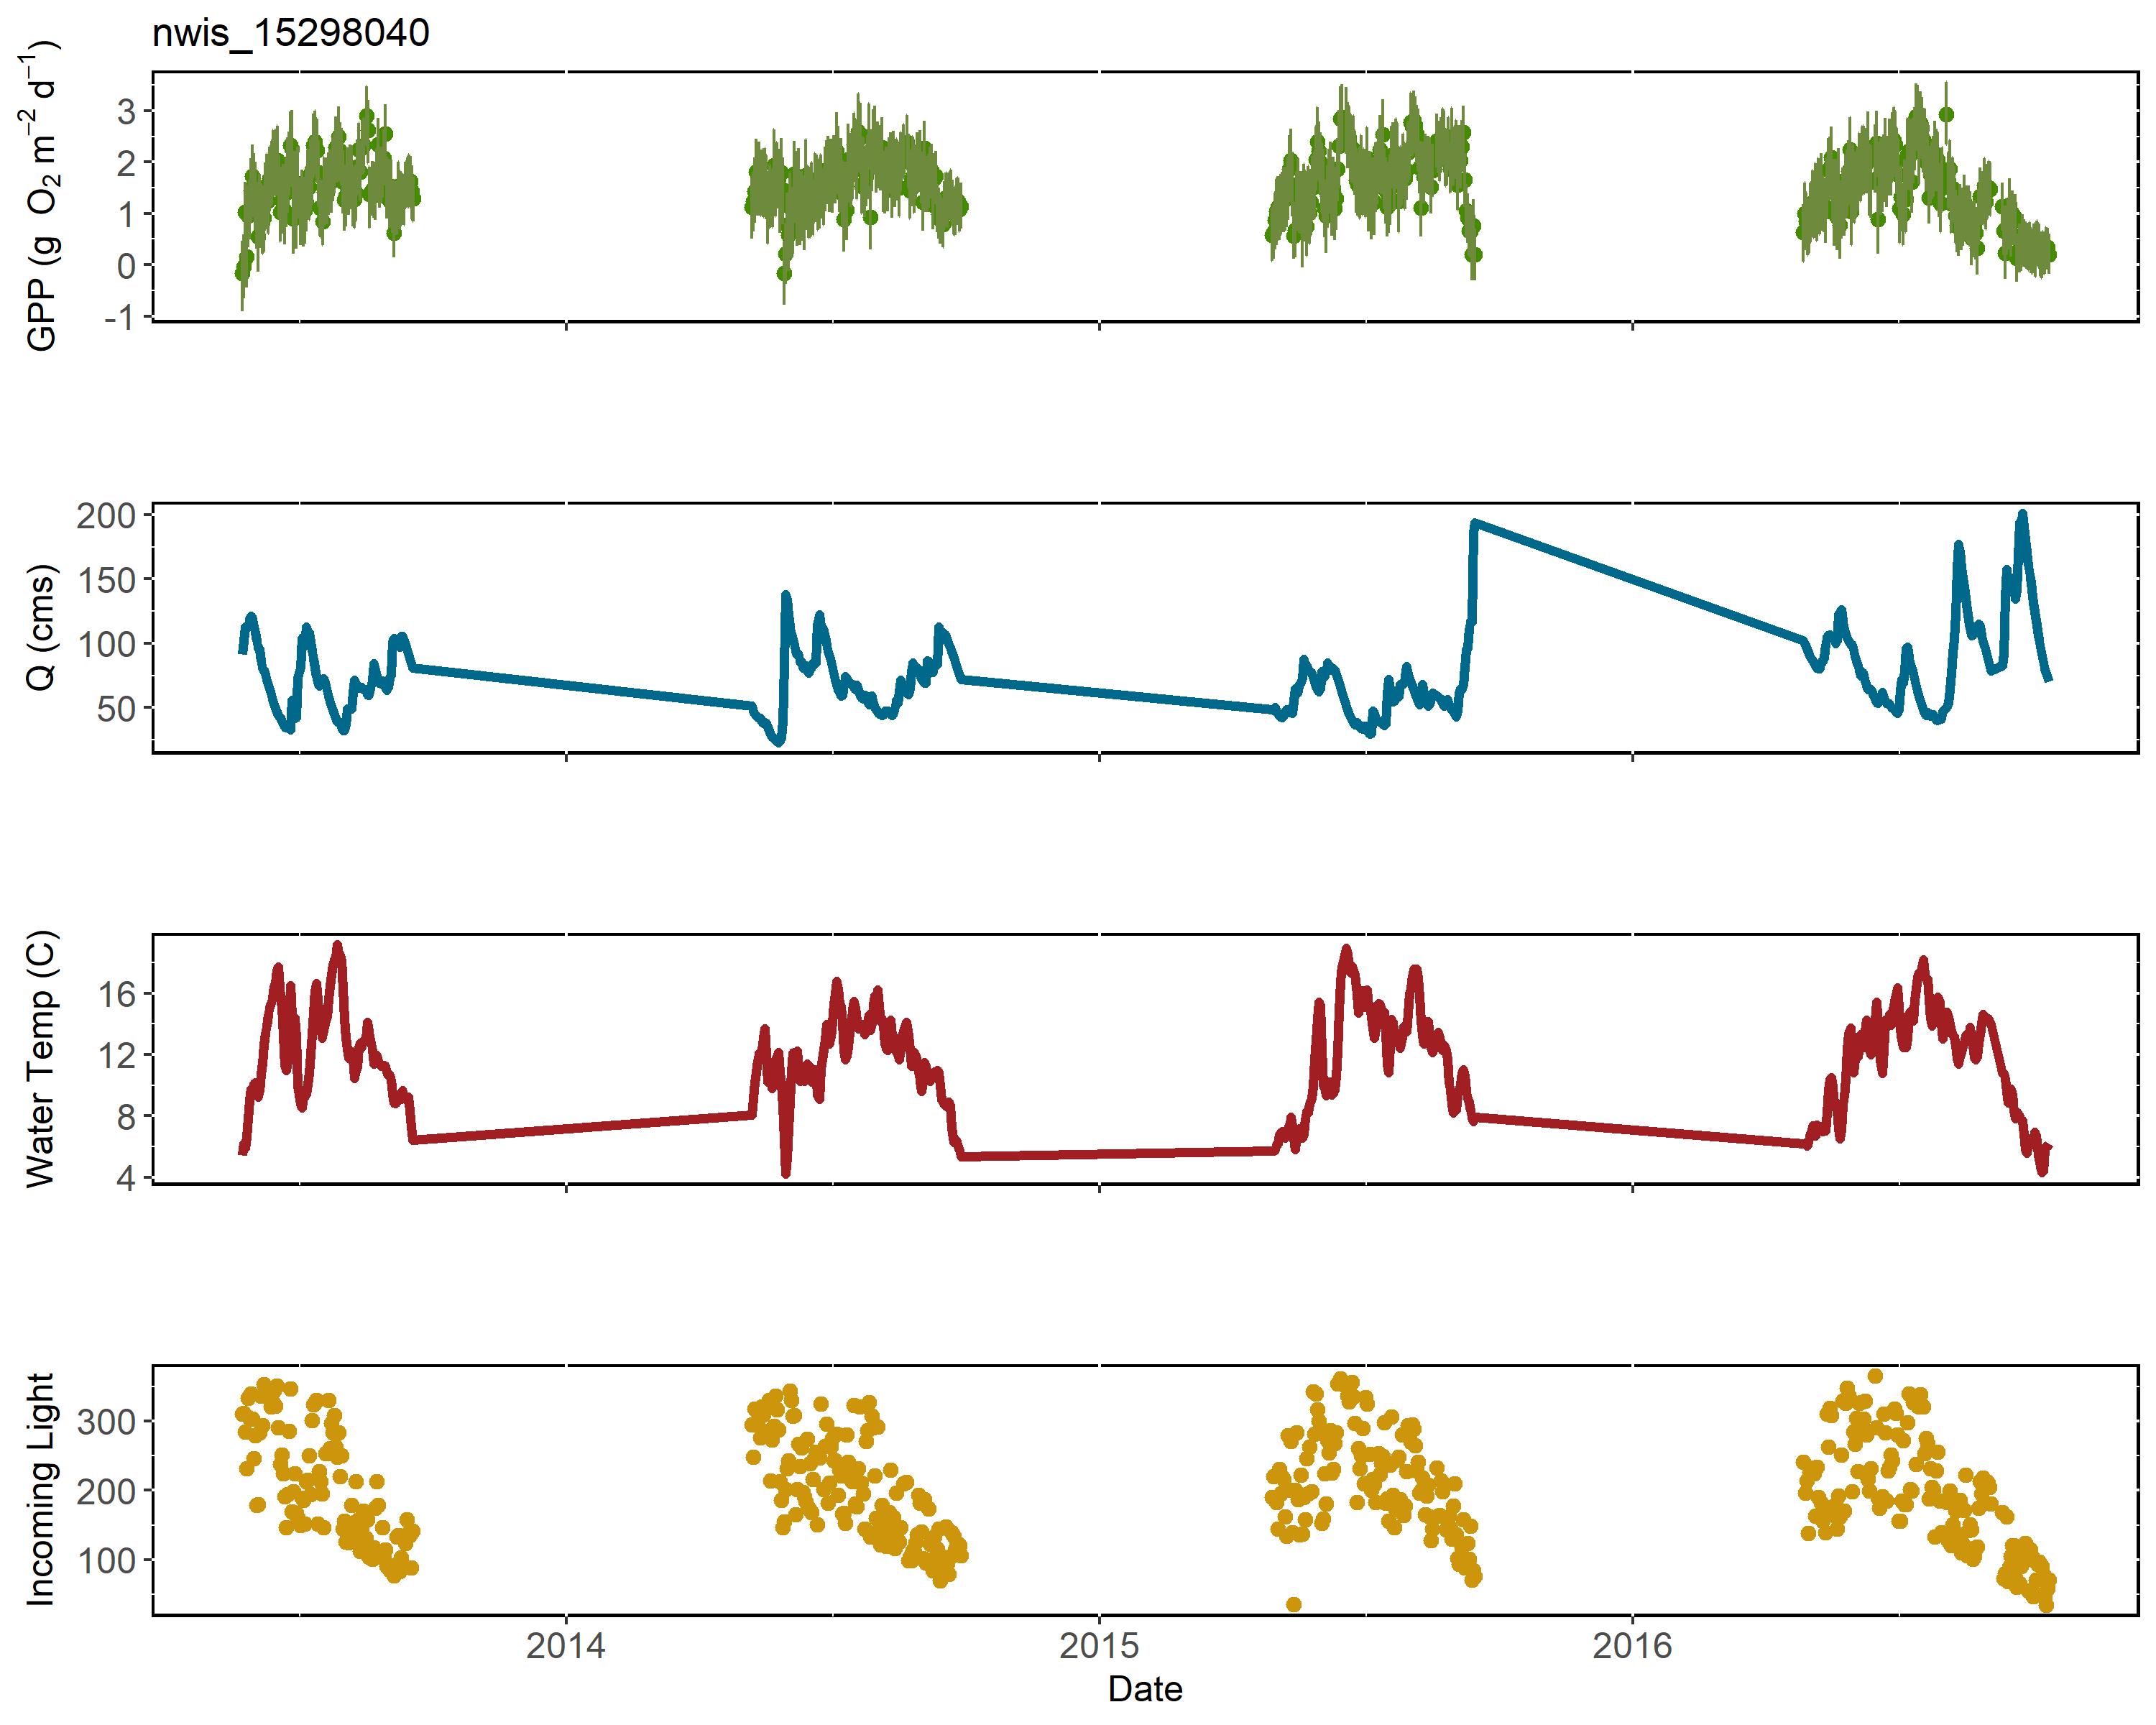 nwis_15298040
GPP (g O₂ m⁻² d⁻¹)
3
2
1
0
-1
Q (cms)
200
150
100
50
Water Temp (C)
16
12
8
4
Incoming Light
300
200
100
2014 2015 2016
Date